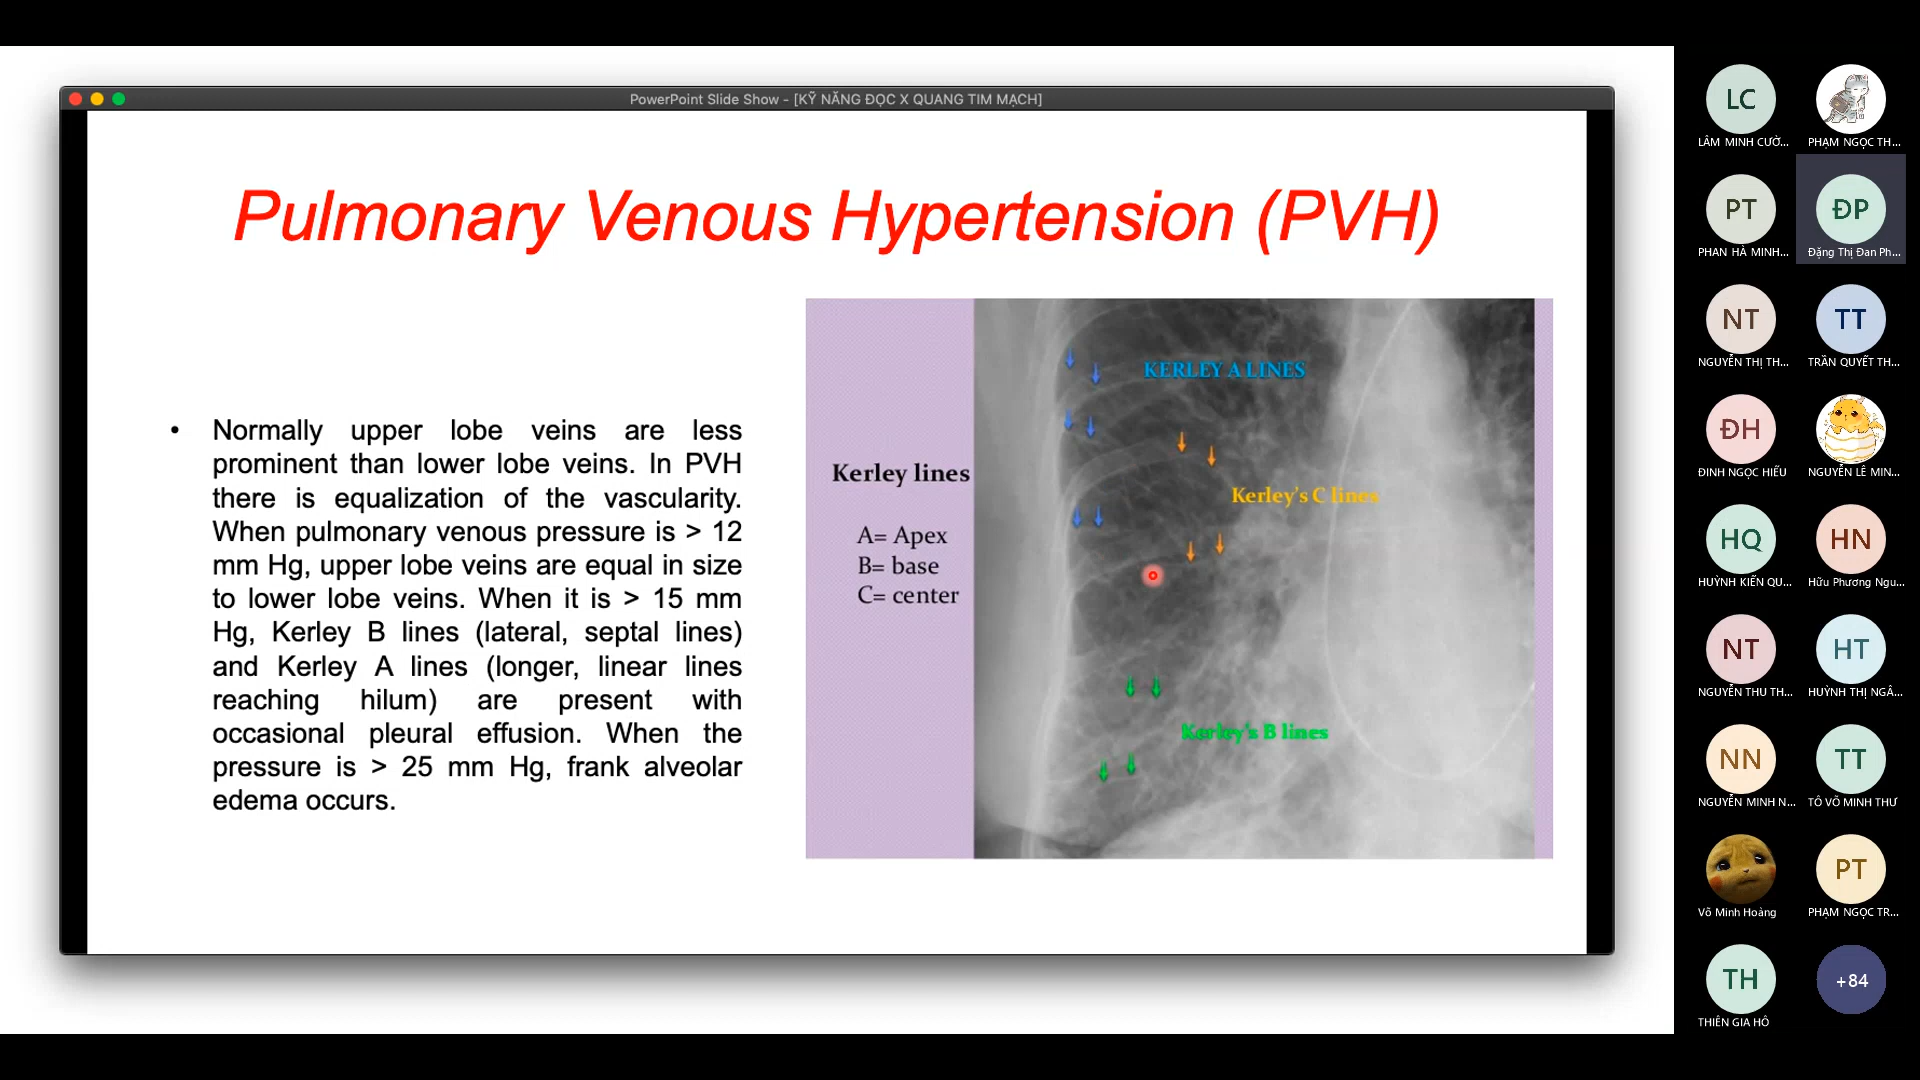 PowerPoint Slide Show - [KỸ NĂNG ĐỌC X QUANG TIM MẠCH]
Pulmonary Venous Hypertension (PVH)
• Normally upper lobe veins are less
prominent than lower lobe veins. In PVH
there is equalization of the vascularity.
When pulmonary venous pressure is > 12
mm Hg, upper lobe veins are equal in size
to lower lobe veins. When it is > 15 mm
Hg, Kerley B lines (lateral, septal lines)
and Kerley A lines (longer, linear lines
reaching hilum) are present with
occasional pleural effusion. When the
pressure is > 25 mm Hg, frank alveolar
edema occurs.
Kerley lines
A= Apex
B= base
C= center
KERLEY A LINES
Kerley's C lines
Kerley's B lines
LC
LÂM MINH CƯỜ...
PHẠM NGỌC TH...
PT
PHAN HÀ MINH...
ĐP
Đặng Thị Đan Ph...
NT
NGUYỄN THỊ TH...
TT
TRẦN QUYẾT TH...
ĐH
ĐINH NGỌC HIẾU
NGUYỄN LÊ MIN...
HQ
HUỲNH KIẾN QU...
HN
Hữu Phương Ngu...
NT
NGUYỄN THU TH...
HT
HUỲNH THỊ NGÂ...
NN
NGUYỄN MINH N...
TT
TÔ VÕ MINH THƯ
Võ Minh Hoàng
PT
PHẠM NGỌC TR...
TH
THIÊN GIA HỒ
+84